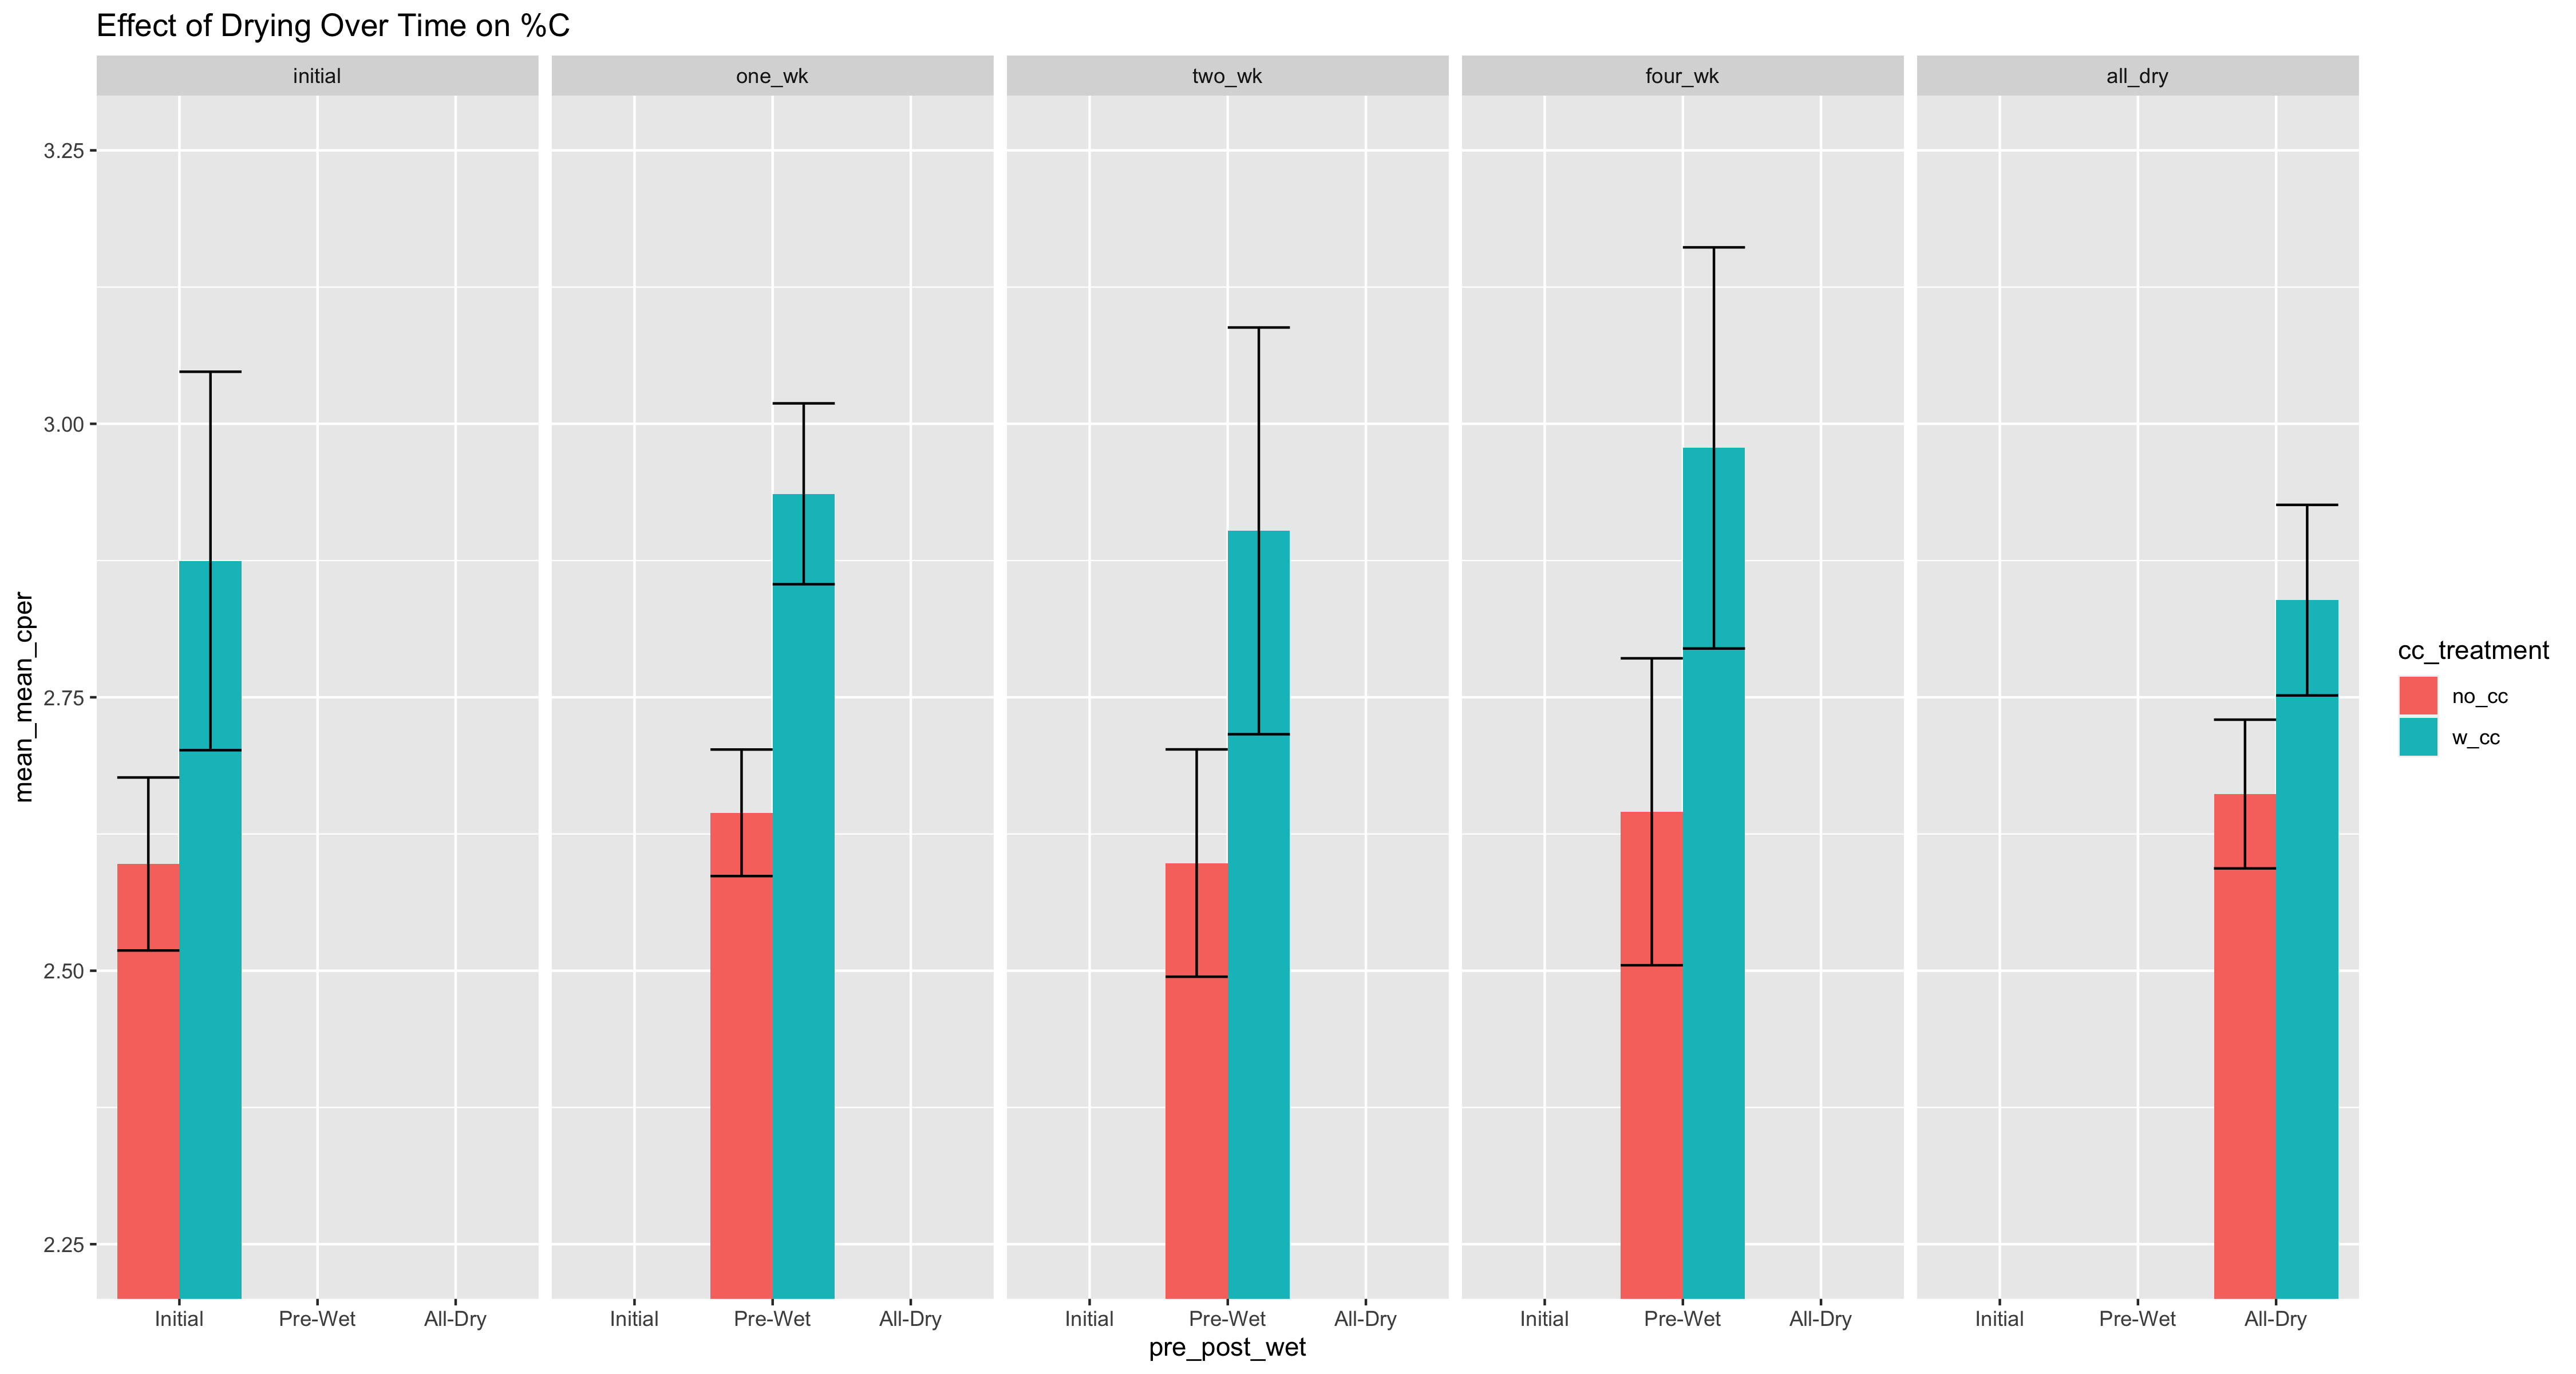 Effect of Drying Over Time on %C
initial
one_wk
two_wk
four_wk
all_dry
3.25
3.00
2.75
2.50
2.25
mean_mean_cper
Initial Pre-Wet All-Dry
Initial Pre-Wet All-Dry
Initial Pre-Wet All-Dry
Initial Pre-Wet All-Dry
Initial Pre-Wet All-Dry
pre_post_wet
cc_treatment
no_cc
w_cc